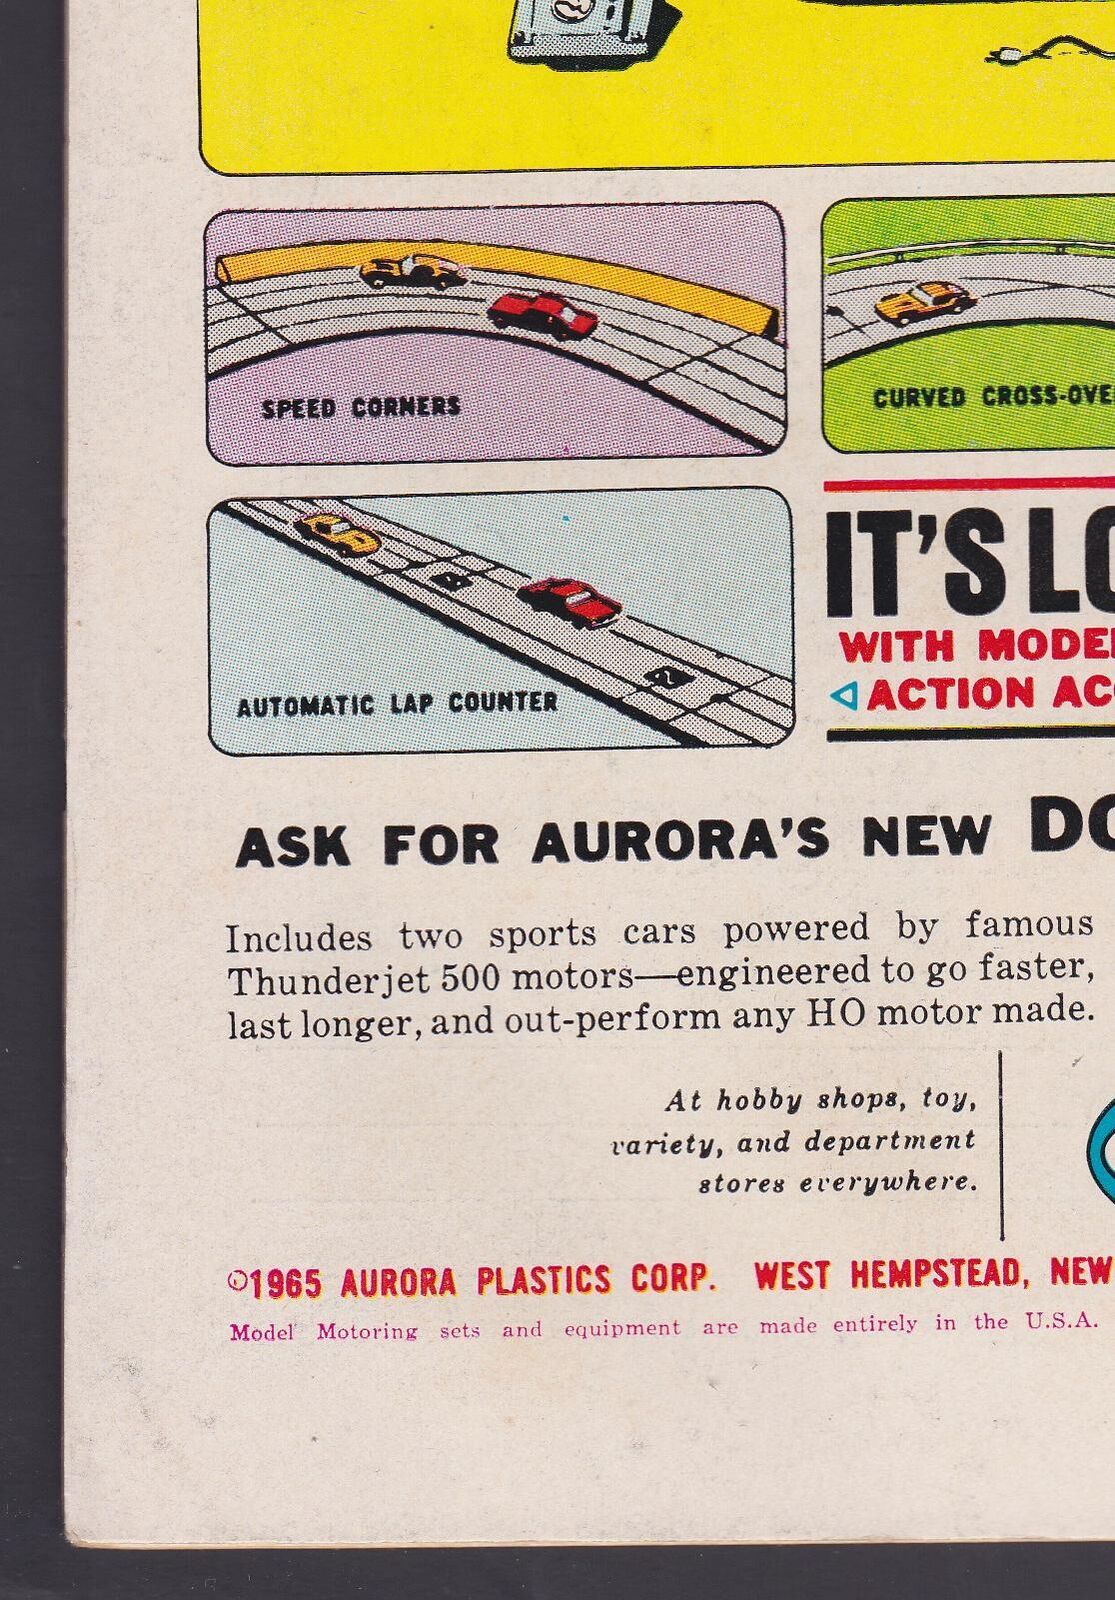 SPEED CORNERS
CURVED CROSS-OVE
AUTOMATIC LAP COUNTER
IT'S LO
WITH MODE
ACTION AC
ASK FOR AURORA'S NEW DO
Includes two sports cars powered by famous
Thunderjet 500 motors—engineered to go faster,
last longer, and out-perform any HO motor made.
At hobby shops, toy,
variety, and department
stores everywhere.
©1965 AURORA PLASTICS CORP. WEST HEMPSTEAD, NEW
Model Motoring sets and equipment are made entirely in the U.S.A.